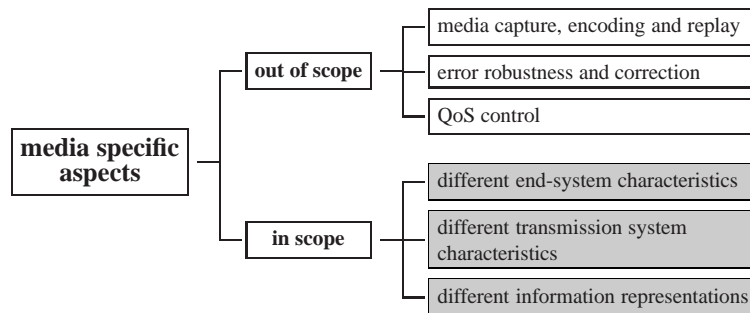 media specific
aspects
out of scope
media capture, encoding and replay
error robustness and correction
QoS control
in scope
different end-system characteristics
different transmission system
characteristics
different information representations